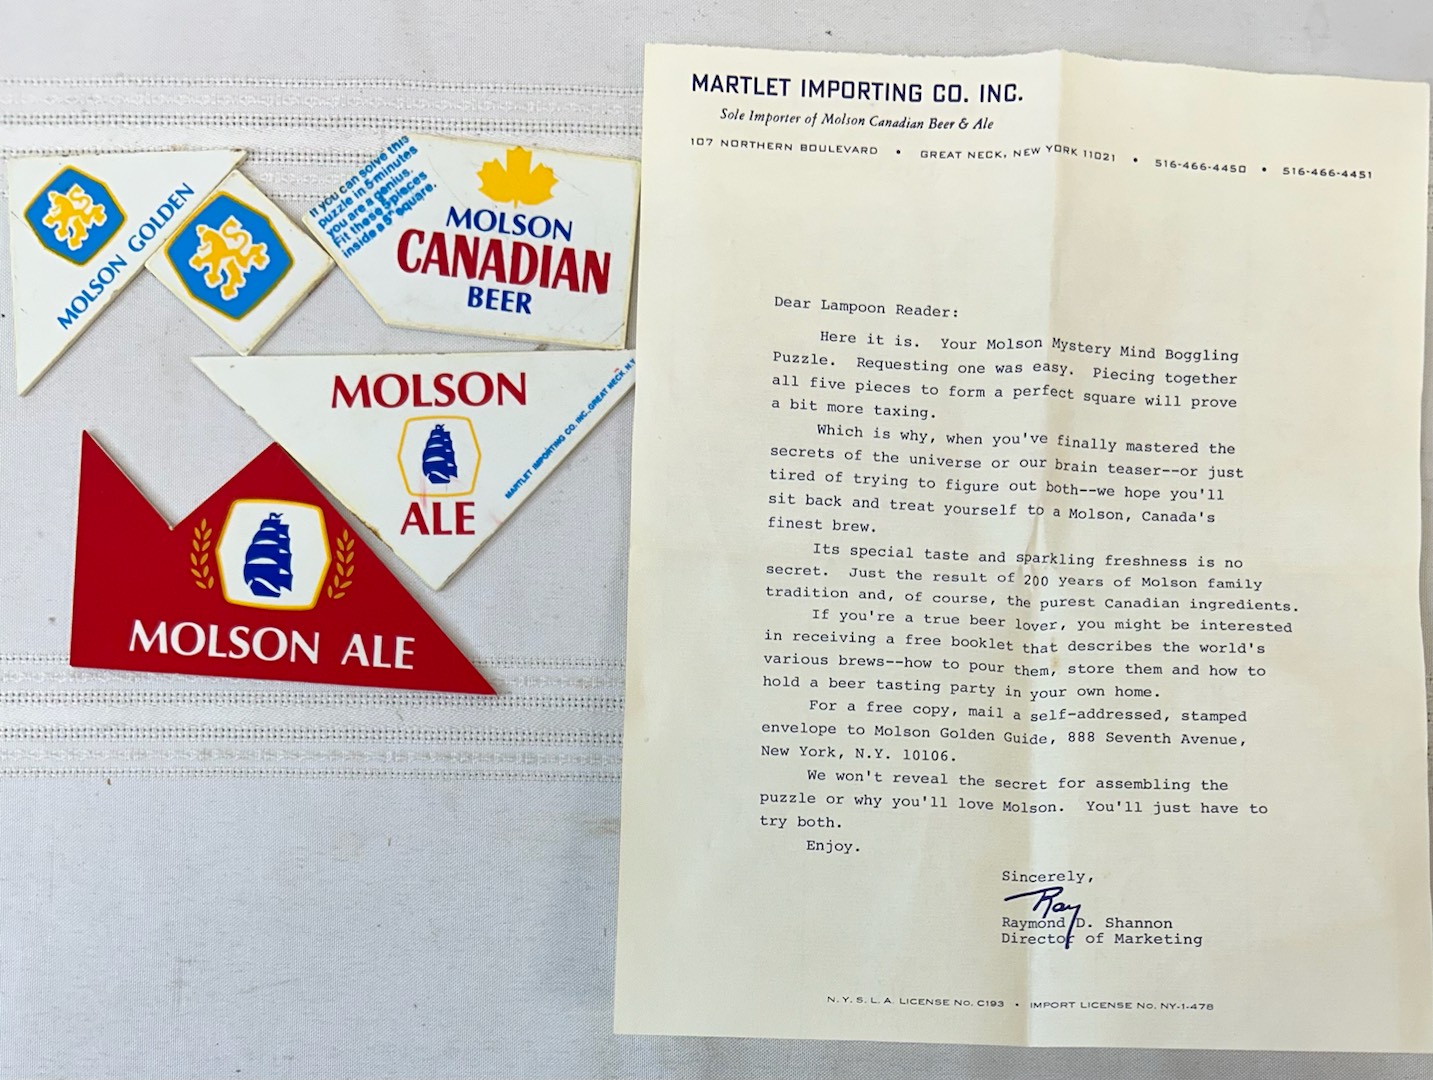 MOLSON GOLDEN
If you can solve this
puzzle in 5 minutes
you are a genius.
Fit these 5 pieces
inside a 5" square.
MOLSON
CANADIAN
BEER
MOLSON
ALE
MARTLET IMPORTING CO. INC., GREAT NECK, N.Y.
MOLSON ALE
MARTLET IMPORTING CO. INC.
Sole Importer of Molson Canadian Beer & Ale
107 NORTHERN BOULEVARD • GREAT NECK, NEW YORK 11021 • 516-466-4450 • 516-466-4451
Dear Lampoon Reader:
Here it is. Your Molson Mystery Mind Boggling
Puzzle. Requesting one was easy. Piecing together
all five pieces to form a perfect square will prove
a bit more taxing.
Which is why, when you've finally mastered the
secrets of the universe or our brain teaser--or just
tired of trying to figure out both--we hope you'll
sit back and treat yourself to a Molson, Canada's
finest brew.
Its special taste and sparkling freshness is no
secret. Just the result of 200 years of Molson family
tradition and, of course, the purest Canadian ingredients.
If you're a true beer lover, you might be interested
in receiving a free booklet that describes the world's
various brews--how to pour them, store them and how to
hold a beer tasting party in your own home.
For a free copy, mail a self-addressed, stamped
envelope to Molson Golden Guide, 888 Seventh Avenue,
New York, N.Y. 10106.
We won't reveal the secret for assembling the
puzzle or why you'll love Molson. You'll just have to
try both.
Enjoy.
Sincerely,
Ray
Raymond D. Shannon
Director of Marketing
N.Y.S.L.A. LICENSE No. C193 • IMPORT LICENSE No. NY-1-478